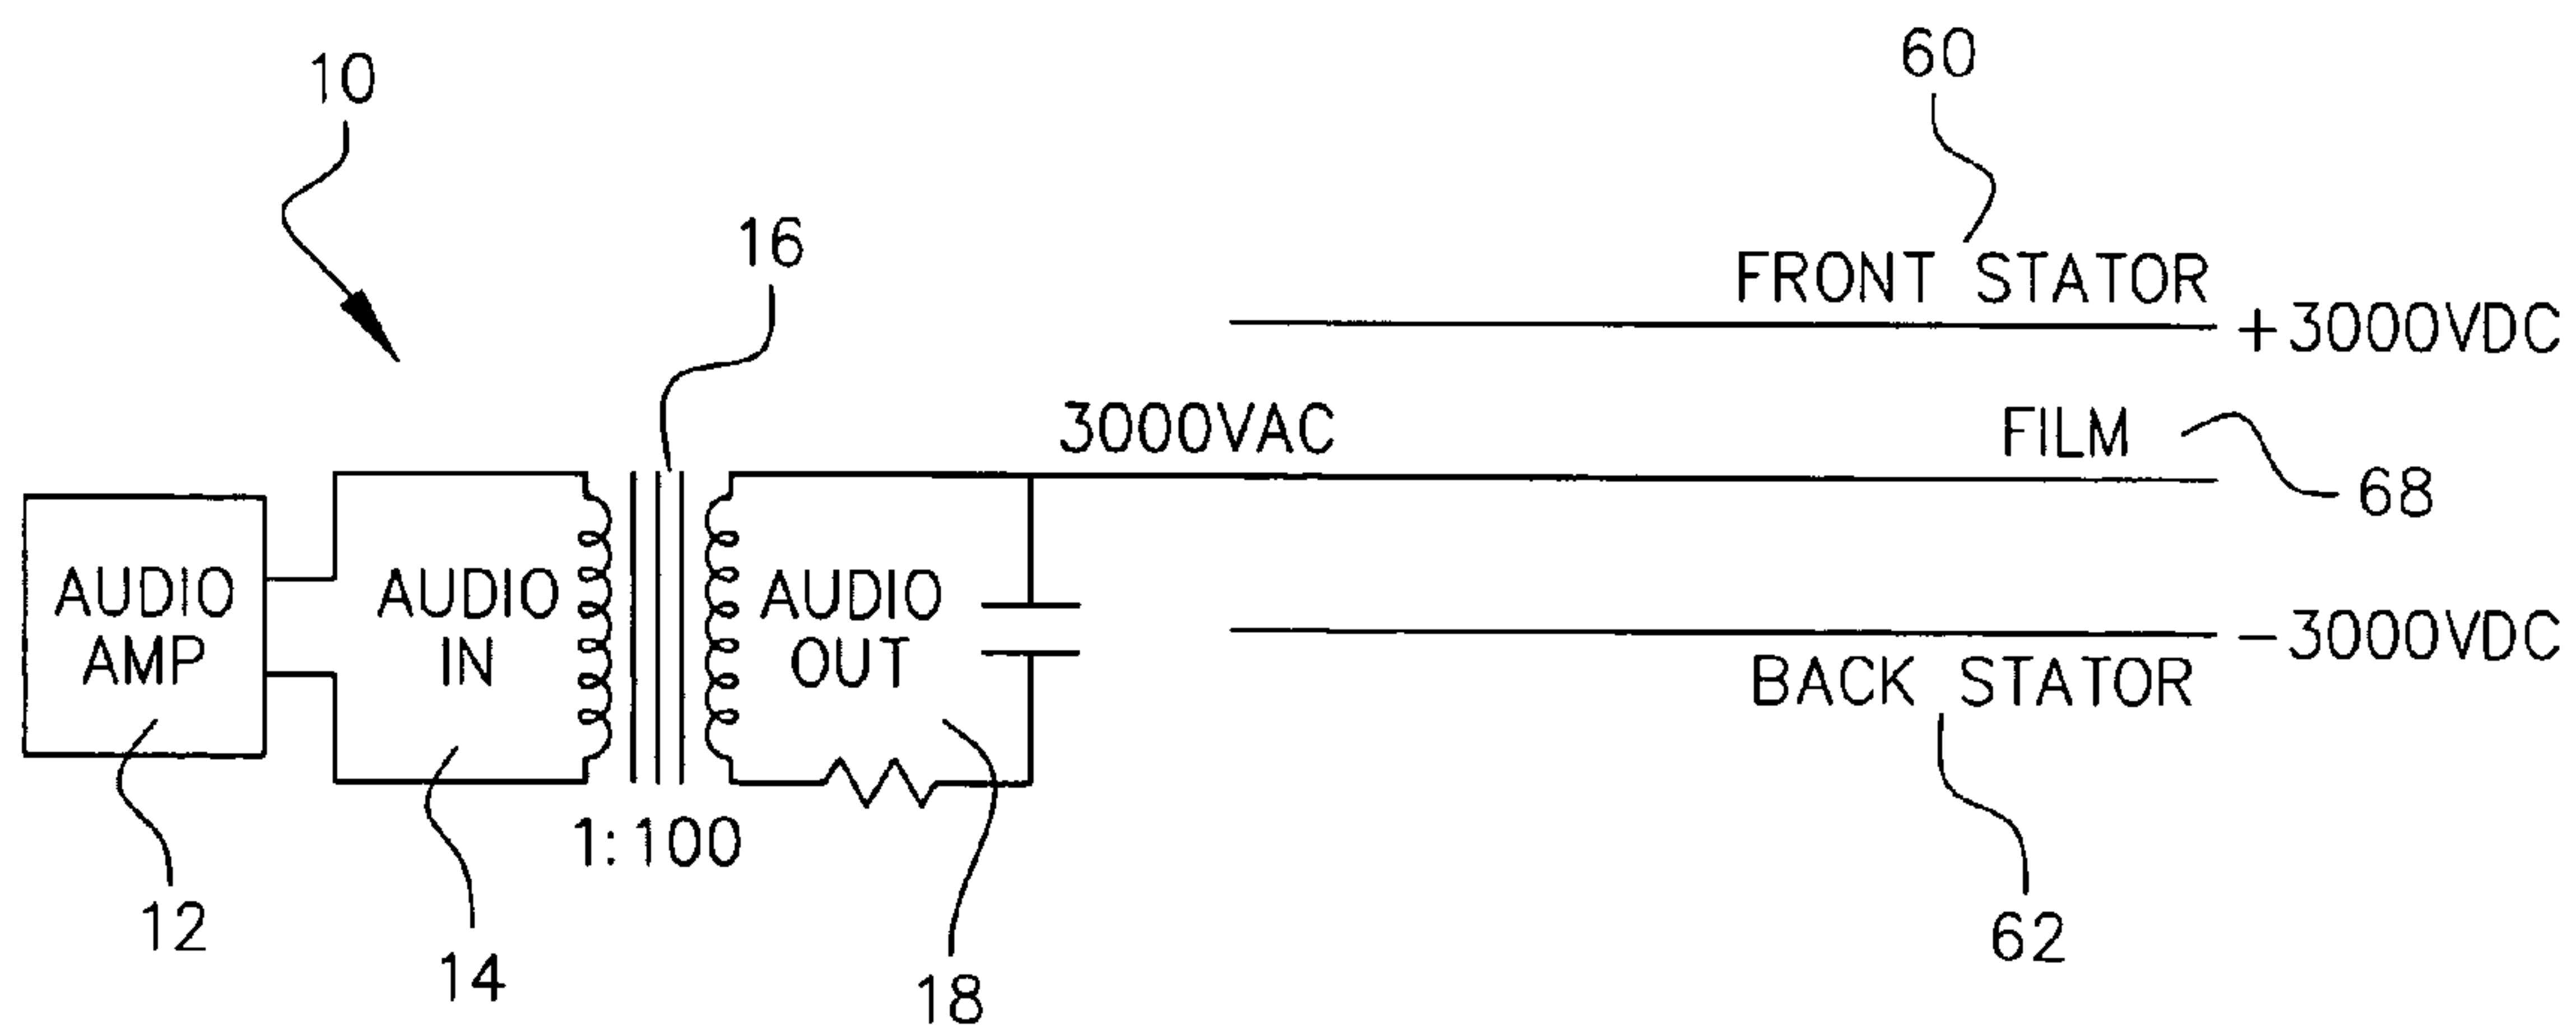 10
60
16
FRONT STATOR
+3000VDC
3000VAC
FILM
68
AUDIO
AMP
AUDIO
IN
AUDIO
OUT
-3000VDC
BACK STATOR
1:100
12
14
18
62